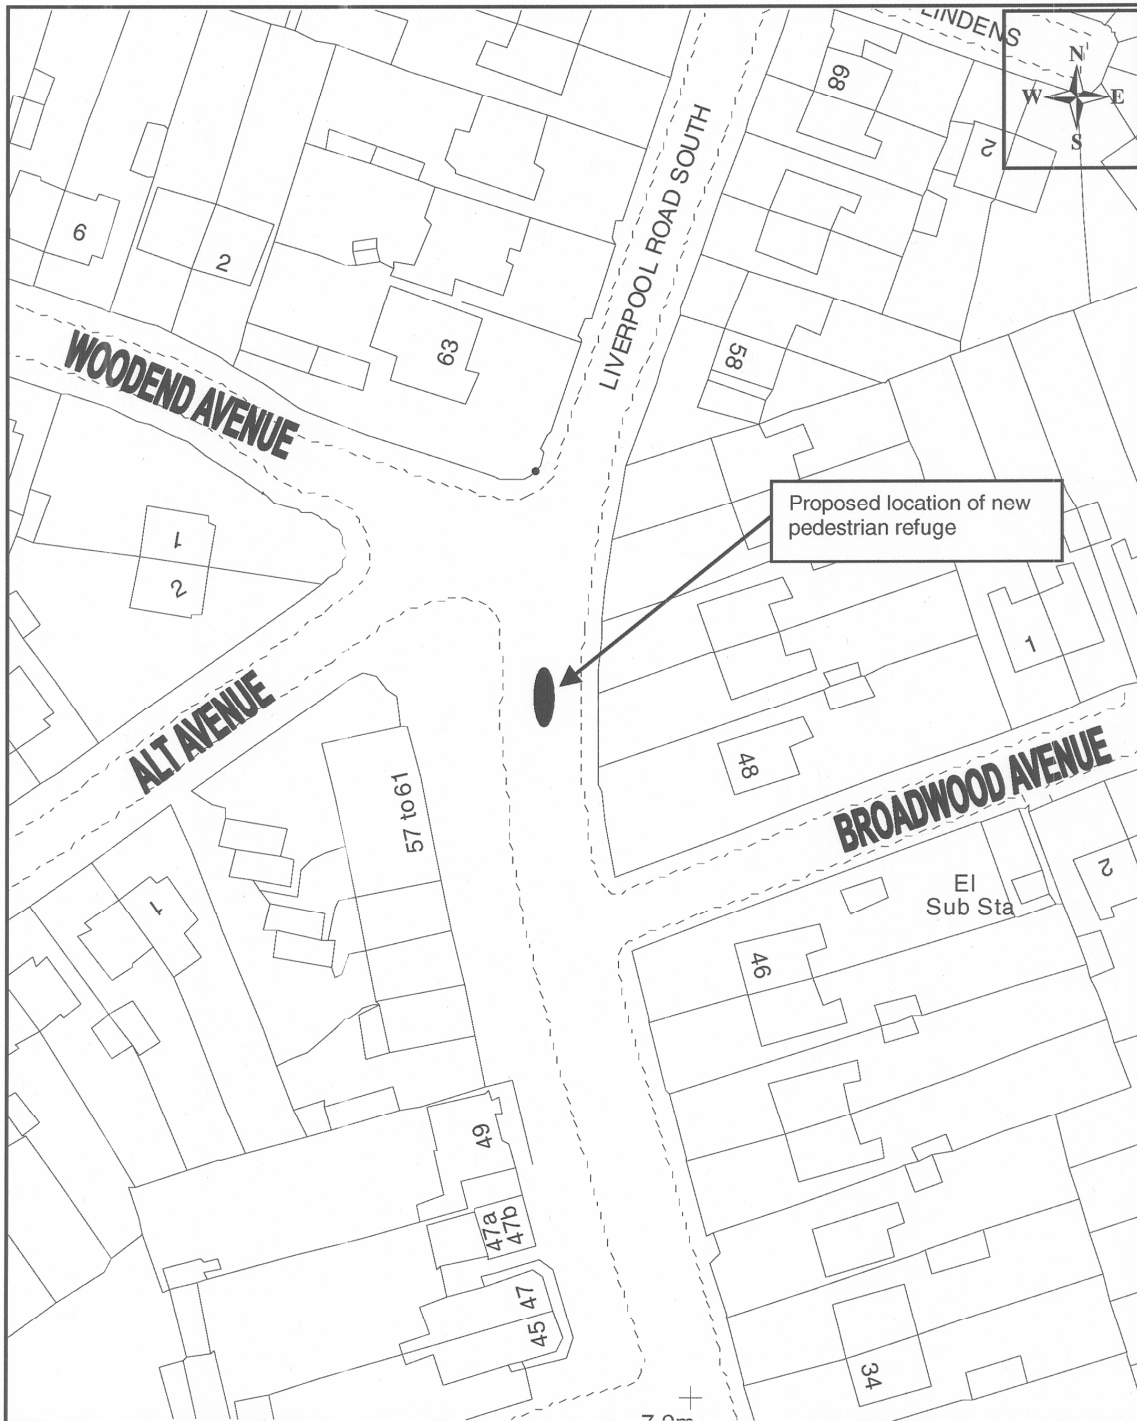 LINDENS
N
W E
S
89
2
6
2
LIVERPOOL ROAD SOUTH
63
58
WOODEND AVENUE
Proposed location of new
pedestrian refuge
1
2
1
ALT AVENUE
48
BROADWOOD AVENUE
57 to 61
El
Sub Sta
2
1
46
49
47a
47b
47
45
34